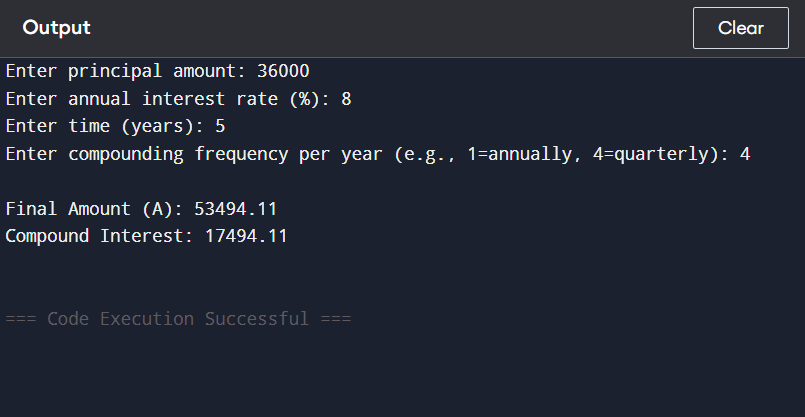 Output
Clear
Enter principal amount: 36000
Enter annual interest rate (%): 8
Enter time (years): 5
Enter compounding frequency per year (e.g., 1=annually, 4=quarterly): 4
Final Amount (A): 53494.11
Compound Interest: 17494.11
=== Code Execution Successful ===